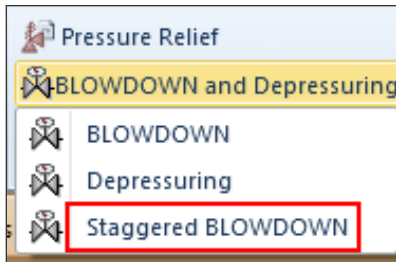 Pressure Relief
BLOWDOWN and Depressuring
BLOWDOWN
Depressuring
Staggered BLOWDOWN